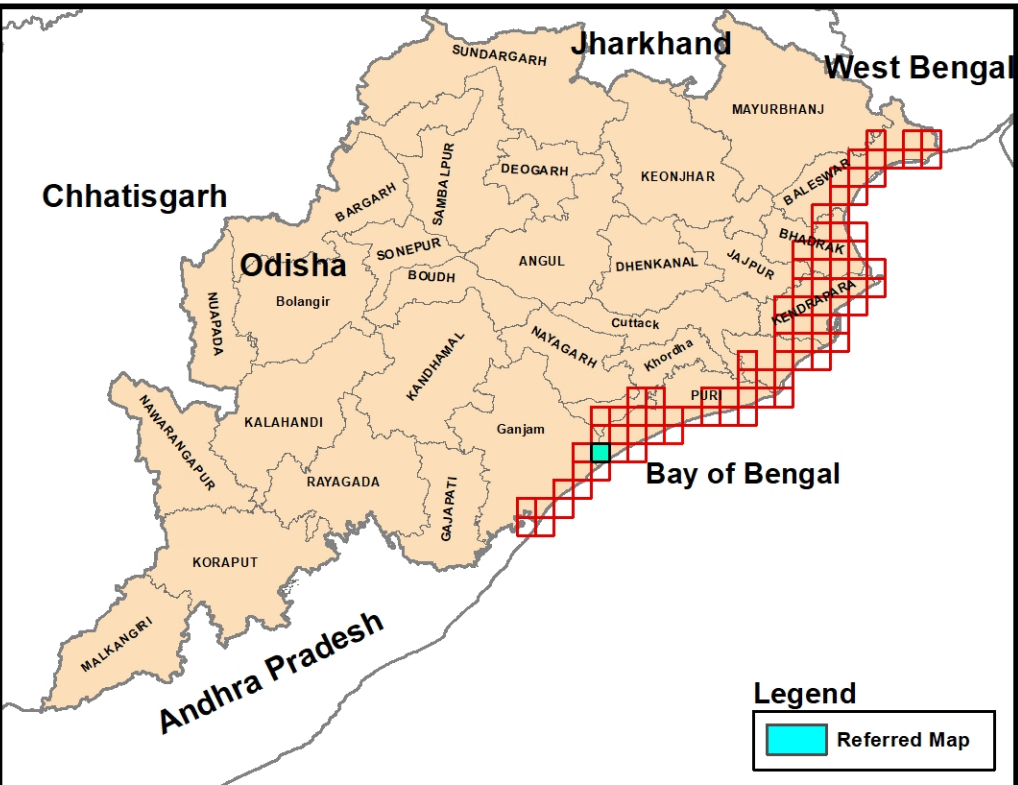 Jharkhand
SUNDARGARH
West Bengal
MAYURBHANJ
DEOGARH
KEONJHAR
SAMBALPUR
BALESWAR
Chhatisgarh
BARGARH
BHADRAK
SONEPUR
ANGUL
DHENKANAL
JAJPUR
Odisha
BOUDH
Bolangir
KENDRAPARA
NUAPADA
Cuttack
NAYAGARH
Khordha
KANDHAMAL
PURI
KALAHANDI
Ganjam
NAWARANGAPUR
Bay of Bengal
RAYAGADA
GAJAPATI
KORAPUT
MALKANGIRI
Andhra Pradesh
Legend
Referred Map